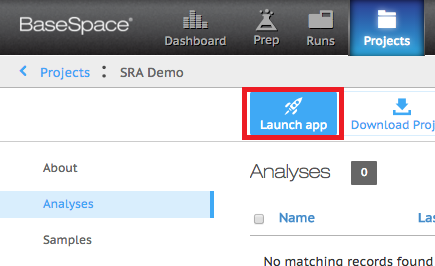 BaseSpace®
Dashboard Prep Runs Projects
Projects : SRA Demo
Launch app Download Proj
About
Analyses 0
Analyses
Name Las
Samples
No matching records found